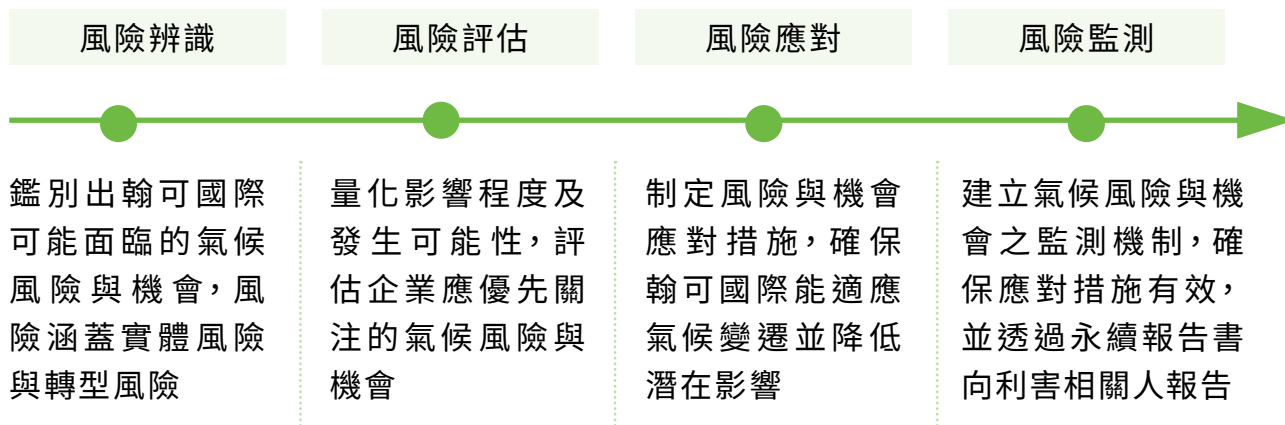 風險辨識
風險評估
風險應對
風險監測
鑑別出翰可國際
可能面臨的氣候
風險與機會，風
險涵蓋實體風險
與轉型風險
量化影響程度及
發生可能性，評
估企業應優先關
注的氣候風險與
機會
制定風險與機會
應對措施，確保
翰可國際能適應
氣候變遷並降低
潛在影響
建立氣候風險與機
會之監測機制，確
保應對措施有效，
並透過永續報告書
向利害相關人報告